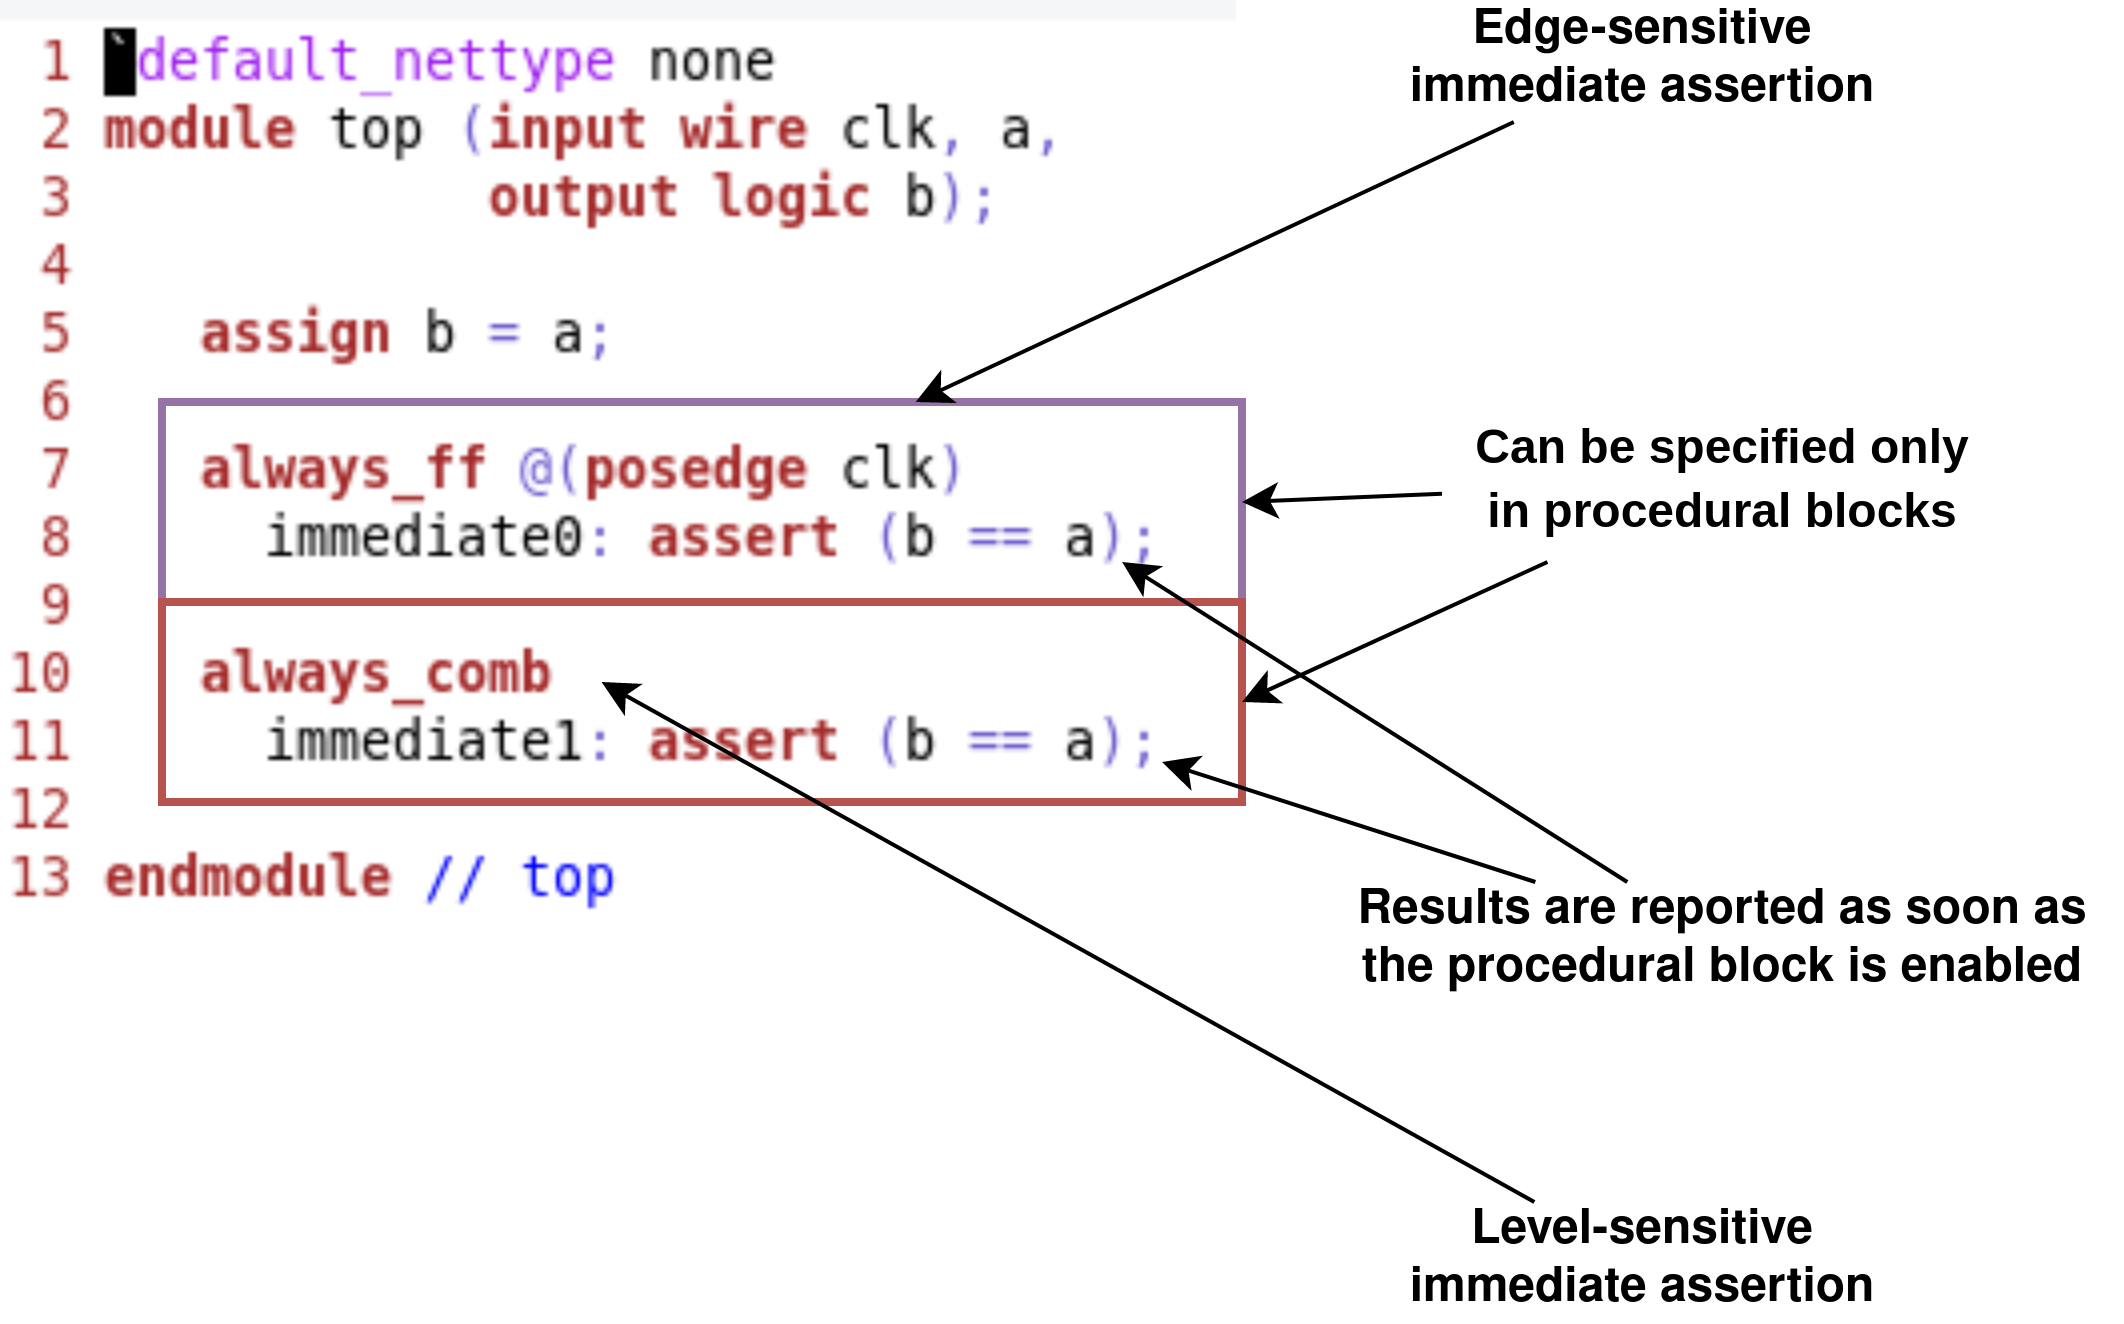 1 `default_nettype none
2 module top (input wire clk, a,
3             output logic b);
4
5    assign b = a;
6
7    always_ff @(posedge clk)
8      immediate0: assert (b == a);
9
10    always_comb
11      immediate1: assert (b == a);
12
13 endmodule // top
Edge-sensitive
immediate assertion
Can be specified only
in procedural blocks
Results are reported as soon as
the procedural block is enabled
Level-sensitive
immediate assertion